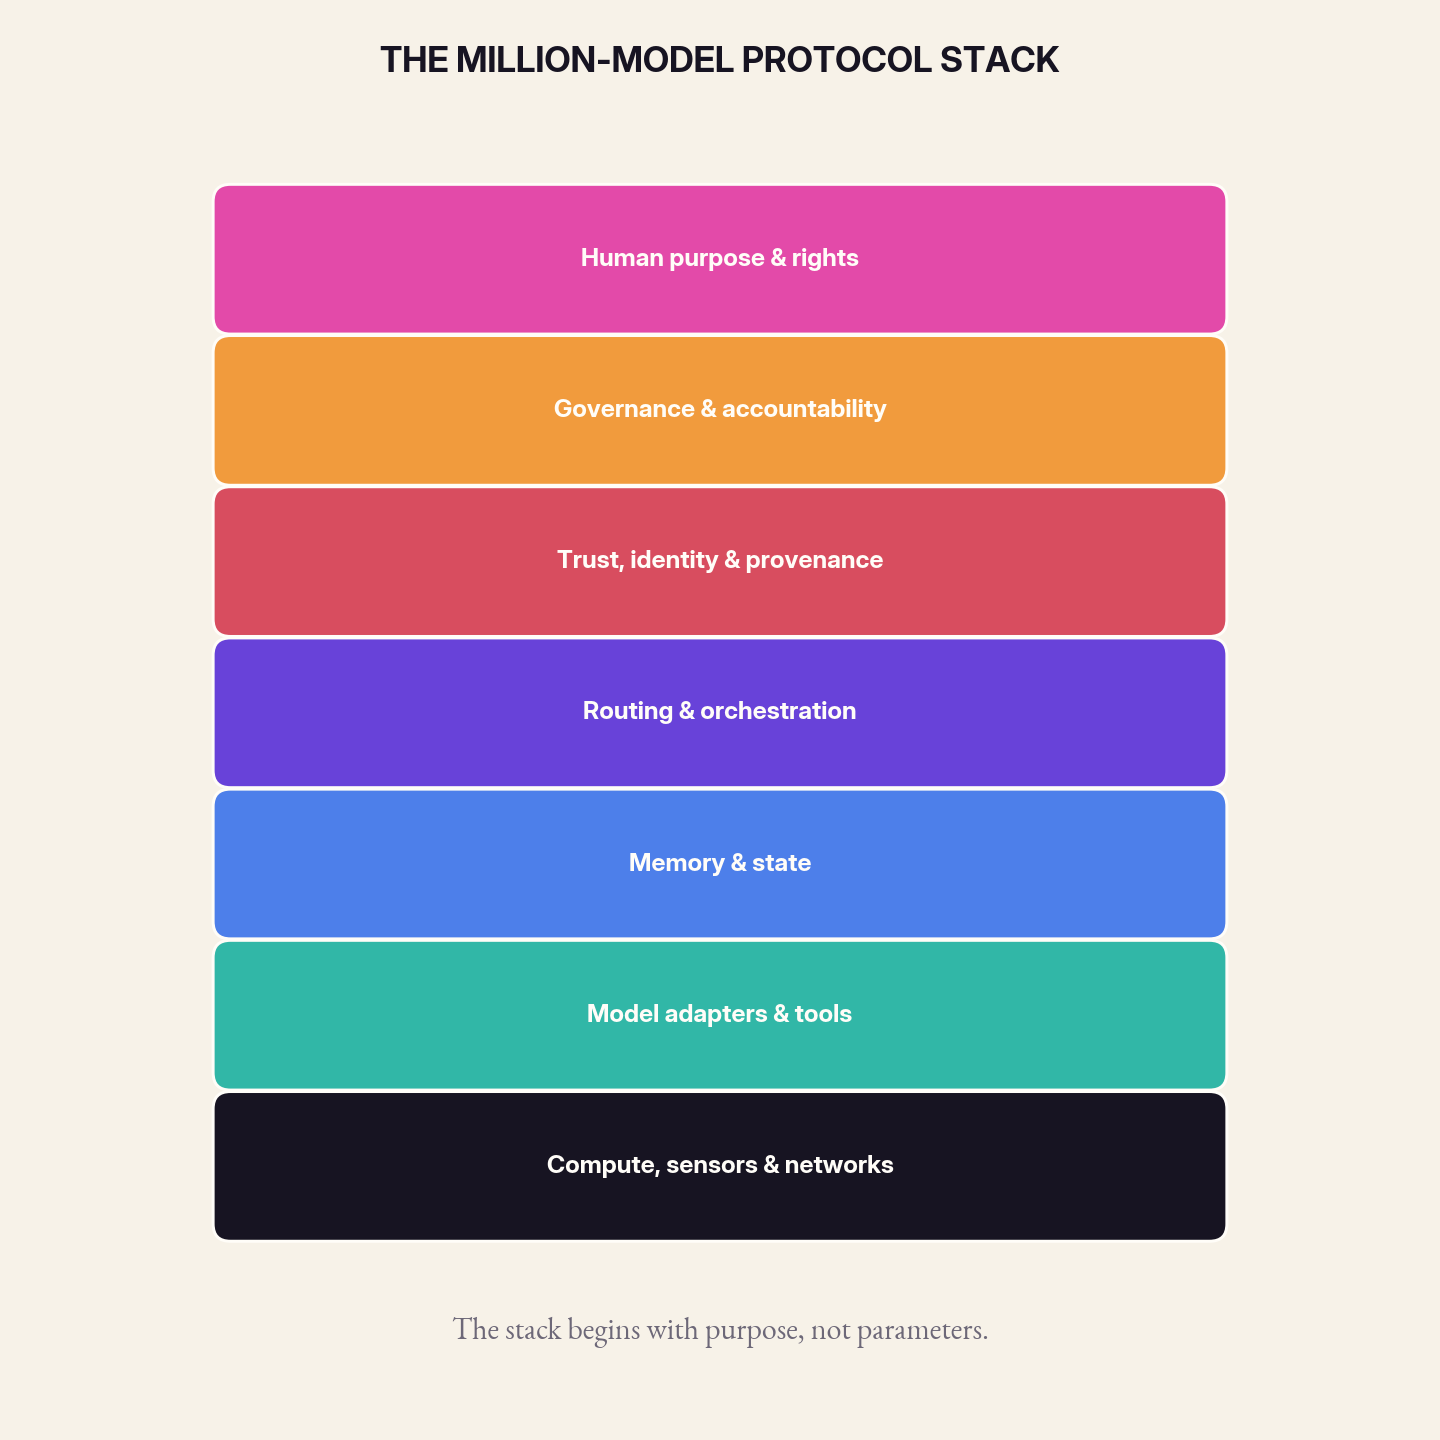 THE MILLION-MODEL PROTOCOL STACK
Human purpose & rights
Governance & accountability
Trust, identity & provenance
Routing & orchestration
Memory & state
Model adapters & tools
Compute, sensors & networks
The stack begins with purpose, not parameters.